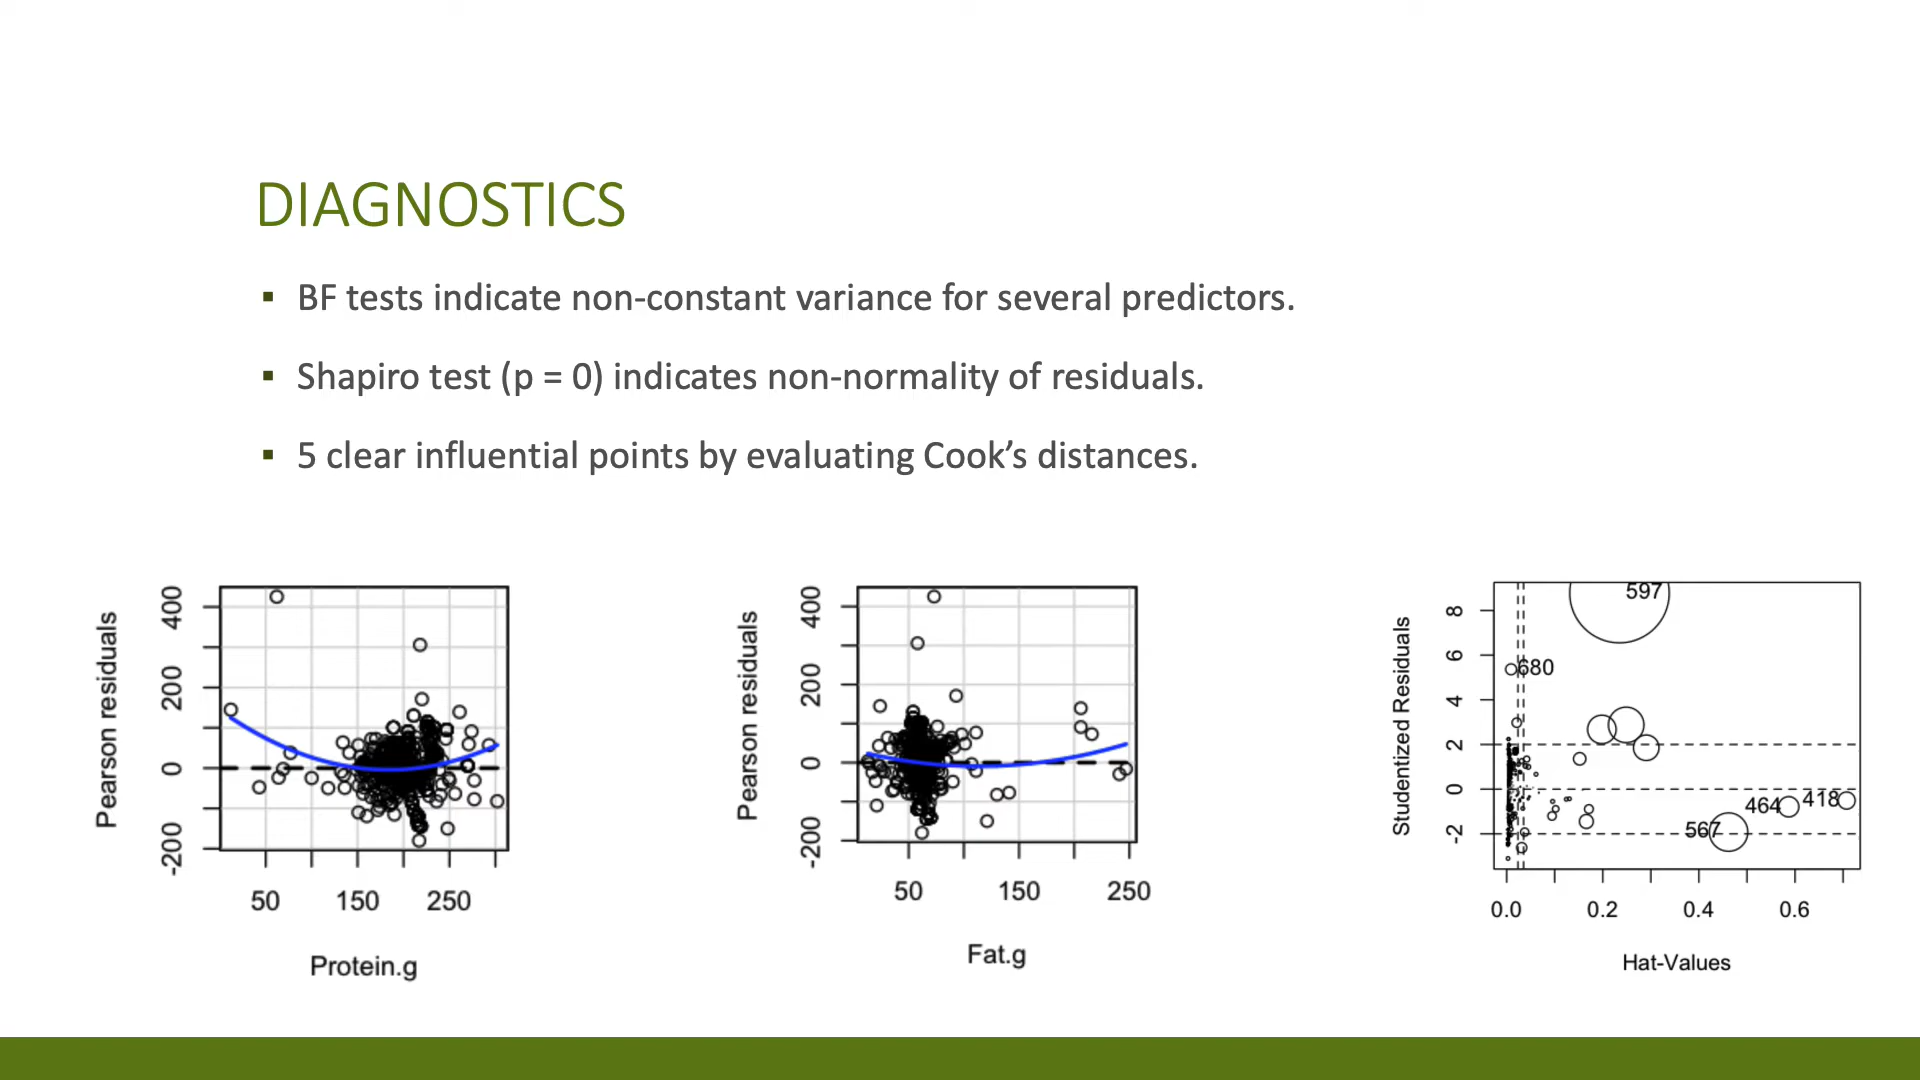 DIAGNOSTICS
▪ BF tests indicate non-constant variance for several predictors.
▪ Shapiro test (p = 0) indicates non-normality of residuals.
▪ 5 clear influential points by evaluating Cook’s distances.
Pearson residuals
-200 0 200 400
50 150 250
Protein.g
Pearson residuals
-200 0 200 400
50 150 250
Fat.g
Studentized Residuals
-2 0 2 4 6 8
597
680
464
418
567
0.0 0.2 0.4 0.6
Hat-Values